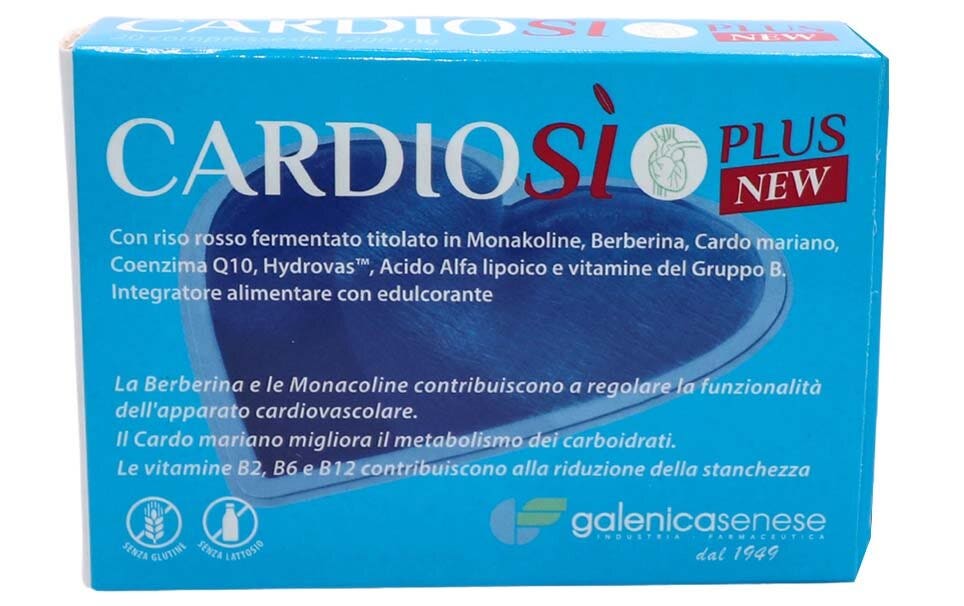 CARDIOSÌ PLUS
NEW
CARDIOSÌ PLUS
NEW
Con riso rosso fermentato titolato in Monakoline, Berberina, Cardo mariano,
Coenzima Q10, Hydrovas™, Acido Alfa lipoico e vitamine del Gruppo B.
Integratore alimentare con edulcorante
La Berberina e le Monacoline contribuiscono a regolare la funzionalità
dell'apparato cardiovascolare.
Il Cardo mariano migliora il metabolismo dei carboidrati.
Le vitamine B2, B6 e B12 contribuiscono alla riduzione della stanchezza
SENZA GLUTINE
SENZA LATTOSIO
galenicasenese
INDUSTRIA FARMACEUTICA
dal 1949